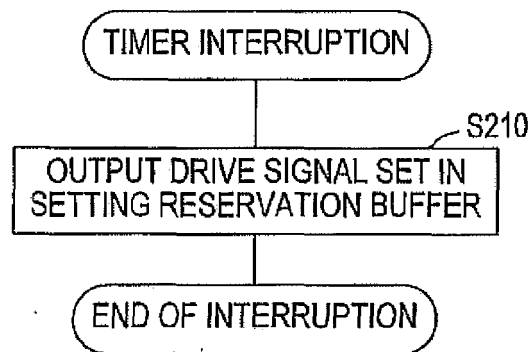 TIMER INTERRUPTION
S210
OUTPUT DRIVE SIGNAL SET IN
SETTING RESERVATION BUFFER
END OF INTERRUPTION